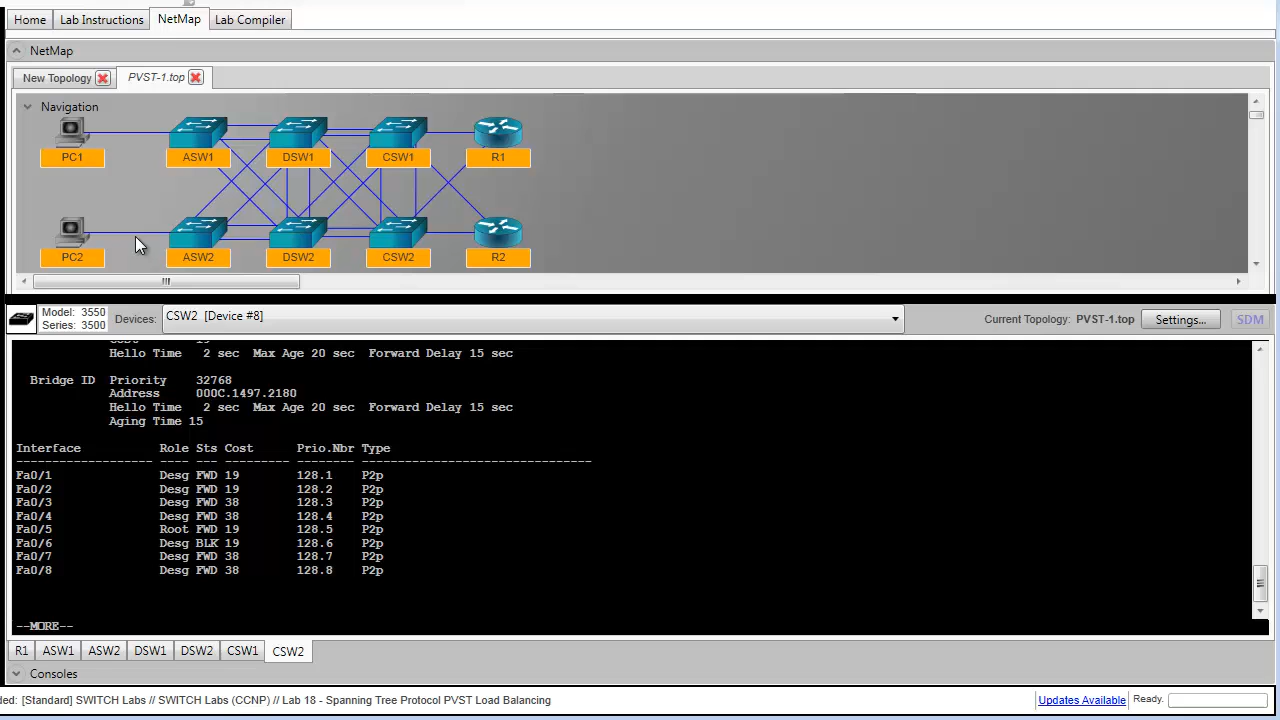 Home Lab Instructions NetMap Lab Compiler
NetMap
New Topology PVST-1.top
Navigation
PC1 ASW1 DSW1 CSW1 R1
PC2 ASW2 DSW2 CSW2 R2
Model: 3550
Series: 3500
Devices: CSW2 [Device #8] Current Topology: PVST-1.top Settings... SDM
Hello Time 2 sec Max Age 20 sec Forward Delay 15 sec
Bridge ID Priority 32768
Address 000C.1497.2180
Hello Time 2 sec Max Age 20 sec Forward Delay 15 sec
Aging Time 15
Interface Role Sts Cost Prio.Nbr Type
------------------- ---- --- --------- -------- --------------------------------
Fa0/1 Desg FWD 19 128.1 P2p
Fa0/2 Desg FWD 19 128.2 P2p
Fa0/3 Desg FWD 38 128.3 P2p
Fa0/4 Desg FWD 38 128.4 P2p
Fa0/5 Root FWD 19 128.5 P2p
Fa0/6 Desg BLK 19 128.6 P2p
Fa0/7 Desg FWD 38 128.7 P2p
Fa0/8 Desg FWD 38 128.8 P2p
--MORE--
R1 ASW1 ASW2 DSW1 DSW2 CSW1 CSW2
Consoles
ded: [Standard] SWITCH Labs // SWITCH Labs (CCNP) // Lab 18 - Spanning Tree Protocol PVST Load Balancing Updates Available Ready.